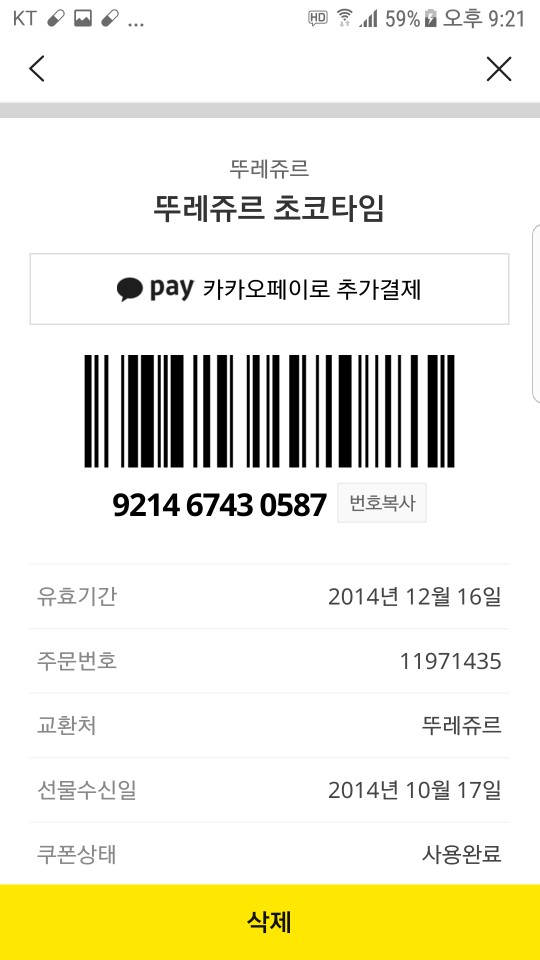 KT ... HD 59% 오후 9:21
뚜레쥬르
뚜레쥬르 초코타임
pay 카카오페이로 추가결제
9214 6743 0587 번호복사
유효기간 2014년 12월 16일
주문번호 11971435
교환처 뚜레쥬르
선물수신일 2014년 10월 17일
쿠폰상태 사용완료
삭제